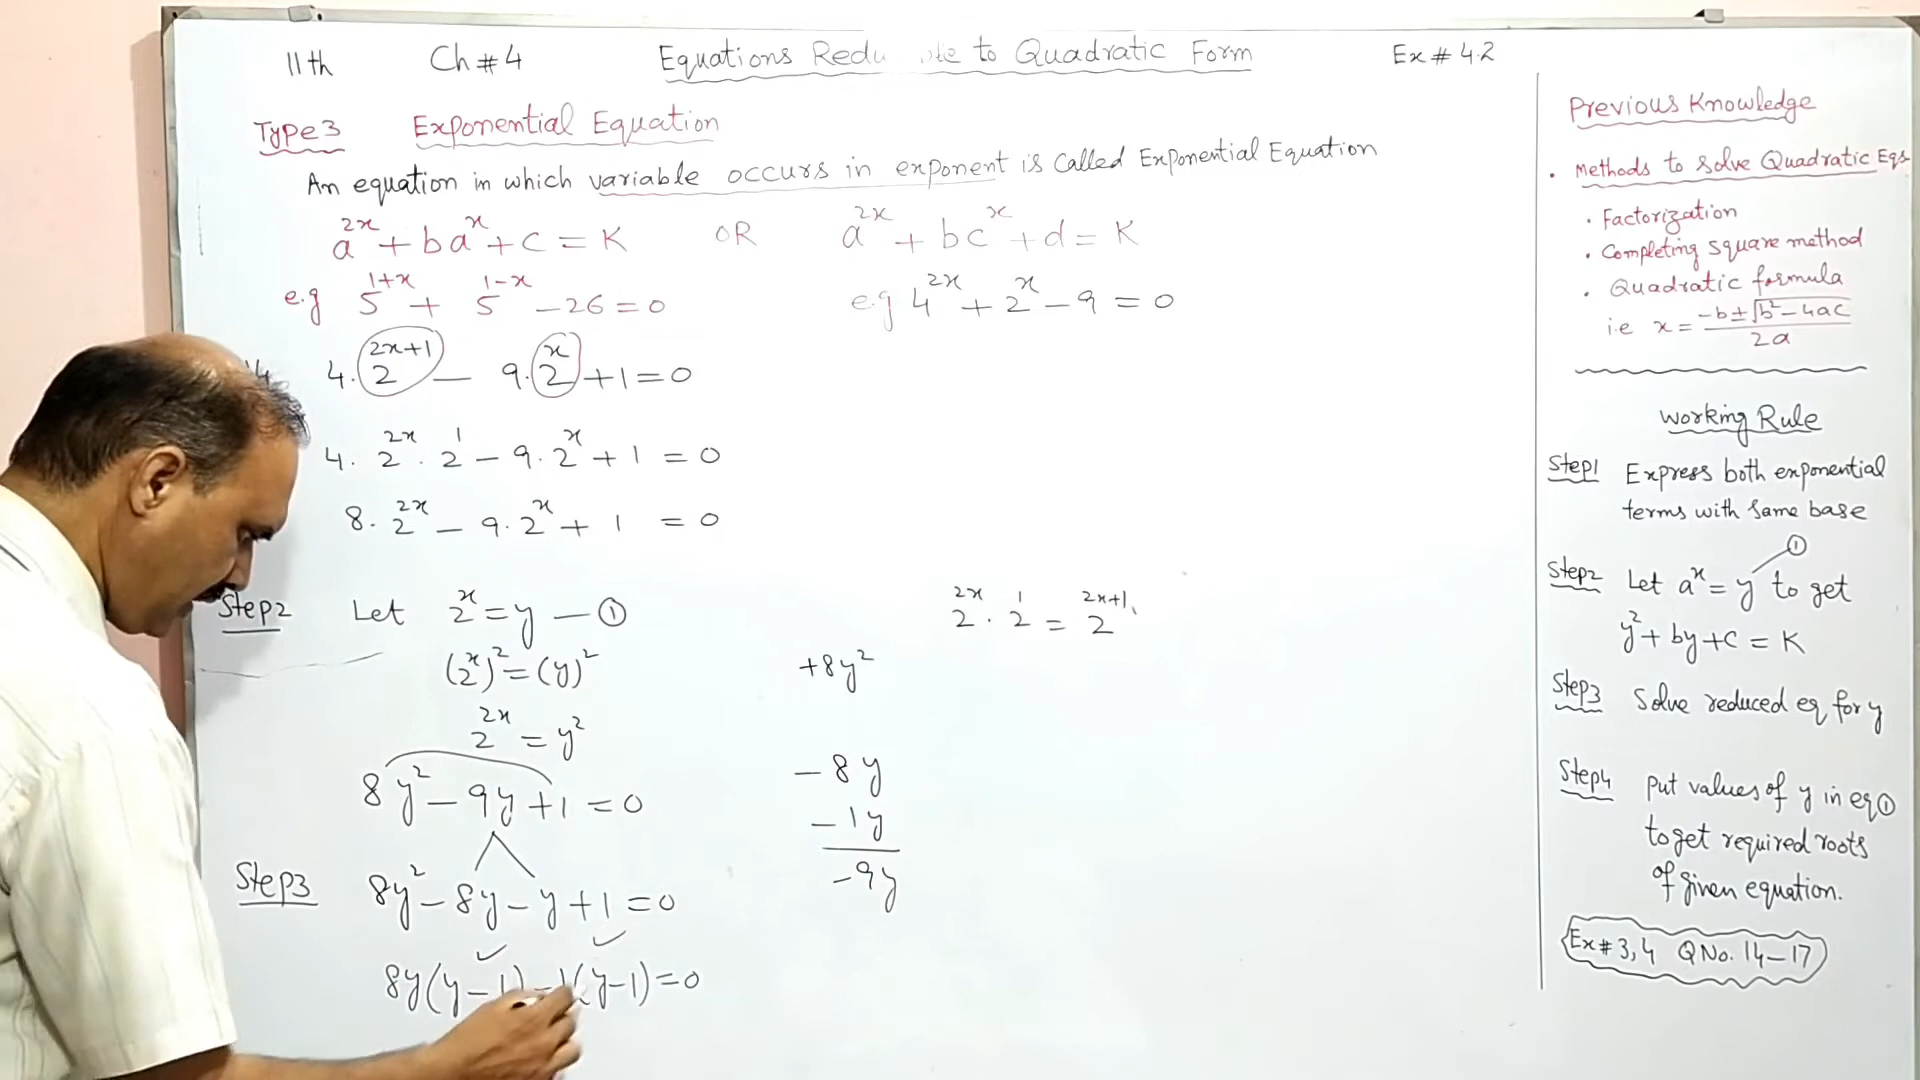 11th Ch # 4 Equations Redu ble to Quadratic Form Ex # 4.2
Type3 Exponential Equation
An equation in which variable occurs in exponent is called Exponential Equation
a^2x + ba^x + c = K OR a^2x + bc^x + d = K
e.g 5^1+x + 5^1-x - 26 = 0 e.g 4^2x + 2^x - 9 = 0
4. 2^2x+1 - 9. 2^x + 1 = 0
4. 2^2x . 2^1 - 9. 2^x + 1 = 0
8. 2^2x - 9. 2^x + 1 = 0
Step2 Let 2^x = y — ①
2^2x . 2^1 = 2^2x+1
(2^x)^2 = (y)^2
+8y^2
2^2x = y^2
8y^2 - 9y + 1 = 0
- 8y
- 1y
- 9y
Step3 8y^2 - 8y - y + 1 = 0
8y(y - 1) - 1(y - 1) = 0
Previous Knowledge
. Methods to solve Quadratic Eqs
. Factorization
. Completing square method
. Quadratic formula
i.e x = -b ± √b^2 - 4ac / 2a
Working Rule
Step1 Express both exponential
terms with same base
①
Step2 Let a^x = y to get
y^2 + by + c = K
Step3 Solve reduced eq for y
Step4 Put values of y in eq ①
to get required roots
of given equation.
Ex # 3,4 Q No. 14-17